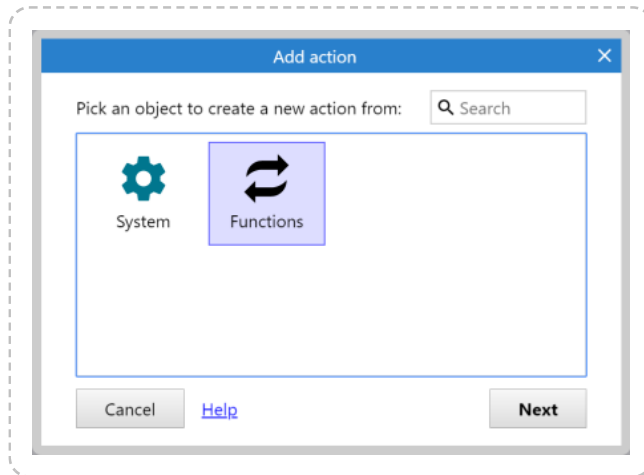 Add action
Pick an object to create a new action from:
Search
System
Functions
Cancel
Help
Next